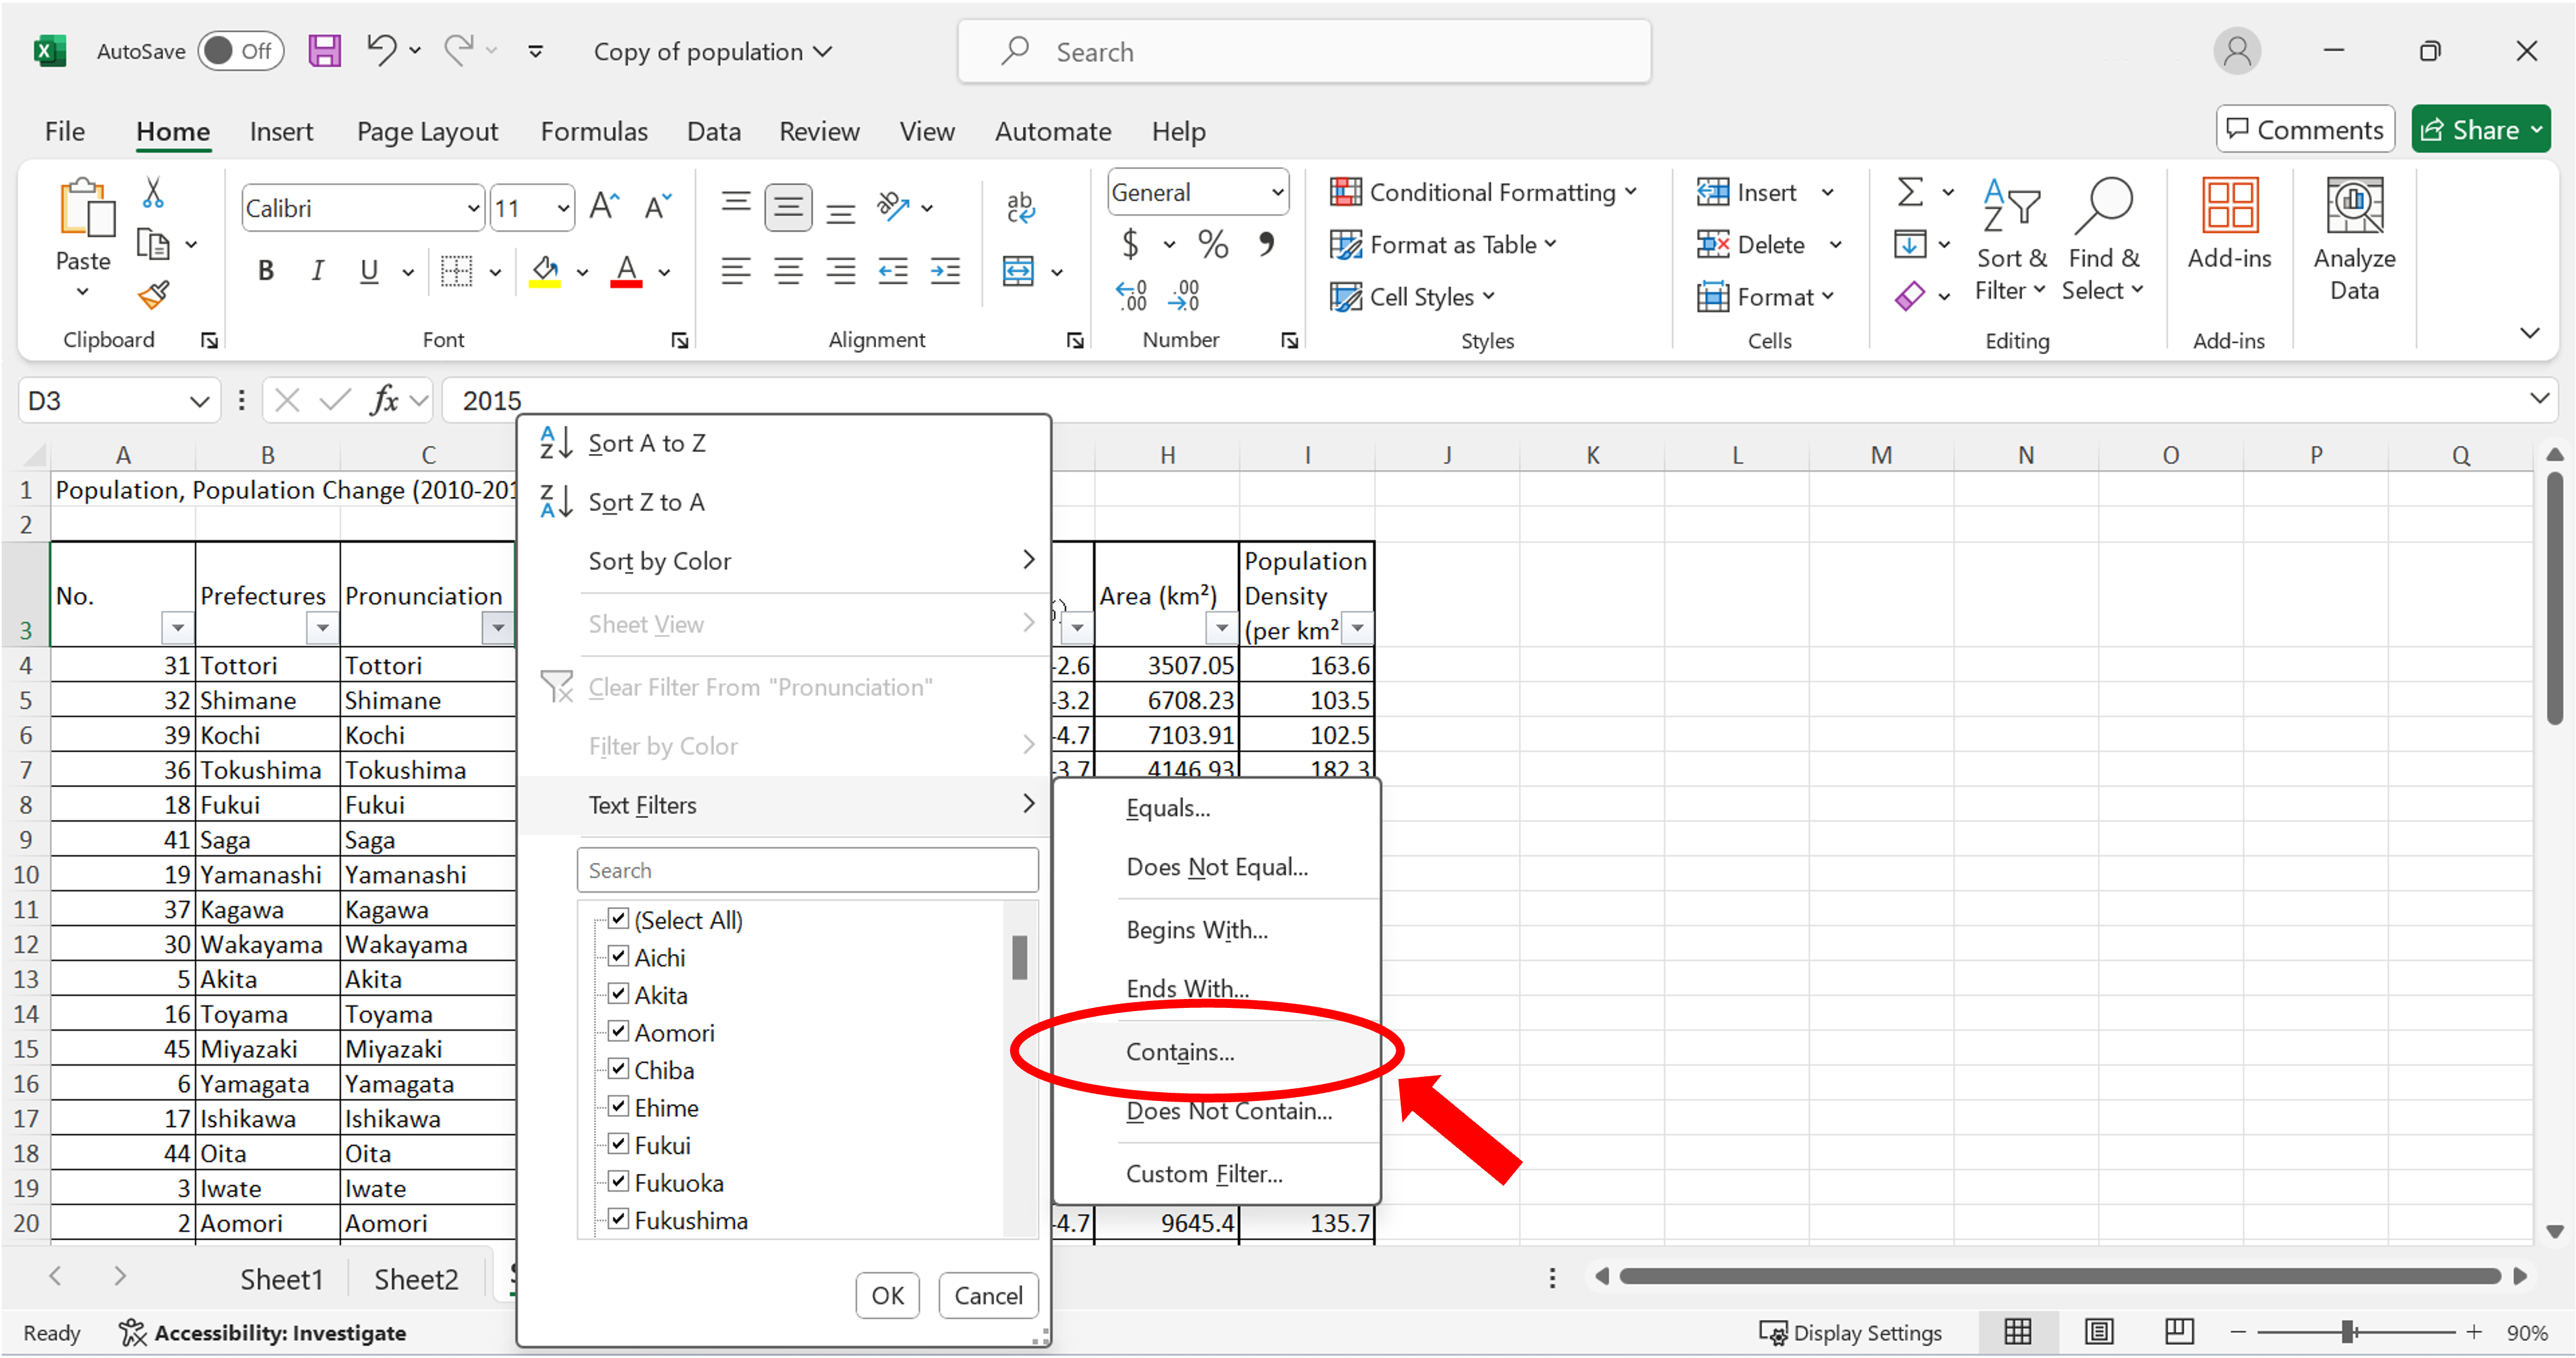 AutoSave Off Copy of population Search
File Home Insert Page Layout Formulas Data Review View Automate Help Comments Share
Calibri 11 General Conditional Formatting Insert
Format as Table Delete
Paste Sort & Filter Find & Select Add-ins Analyze Data
B I U Cell Styles Format
Clipboard Font Alignment Number Styles Cells Editing Add-ins
D3 fx 2015
A B C H I J K L M N O P Q
1 Population, Population Change (2010-201
2
3 No. Prefectures Pronunciation Area (km²) Population Density (per km²
4 31 Tottori Tottori -2.6 3507.05 163.6
5 32 Shimane Shimane -3.2 6708.23 103.5
6 39 Kochi Kochi -4.7 7103.91 102.5
7 36 Tokushima Tokushima -3.7 4146.93 182.3
8 18 Fukui Fukui
9 41 Saga Saga
10 19 Yamanashi Yamanashi
11 37 Kagawa Kagawa
12 30 Wakayama Wakayama
13 5 Akita Akita
14 16 Toyama Toyama
15 45 Miyazaki Miyazaki
16 6 Yamagata Yamagata
17 17 Ishikawa Ishikawa
18 44 Oita Oita
19 3 Iwate Iwate
20 2 Aomori Aomori -4.7 9645.4 135.7
Sort A to Z
Sort Z to A
Sort by Color
Sheet View
Clear Filter From "Pronunciation"
Filter by Color
Text Filters
Search
(Select All)
Aichi
Akita
Aomori
Chiba
Ehime
Fukui
Fukuoka
Fukushima
OK Cancel
Equals...
Does Not Equal...
Begins With...
Ends With...
Contains...
Does Not Contain...
Custom Filter...
Sheet1 Sheet2
Ready Accessibility: Investigate Display Settings 90%